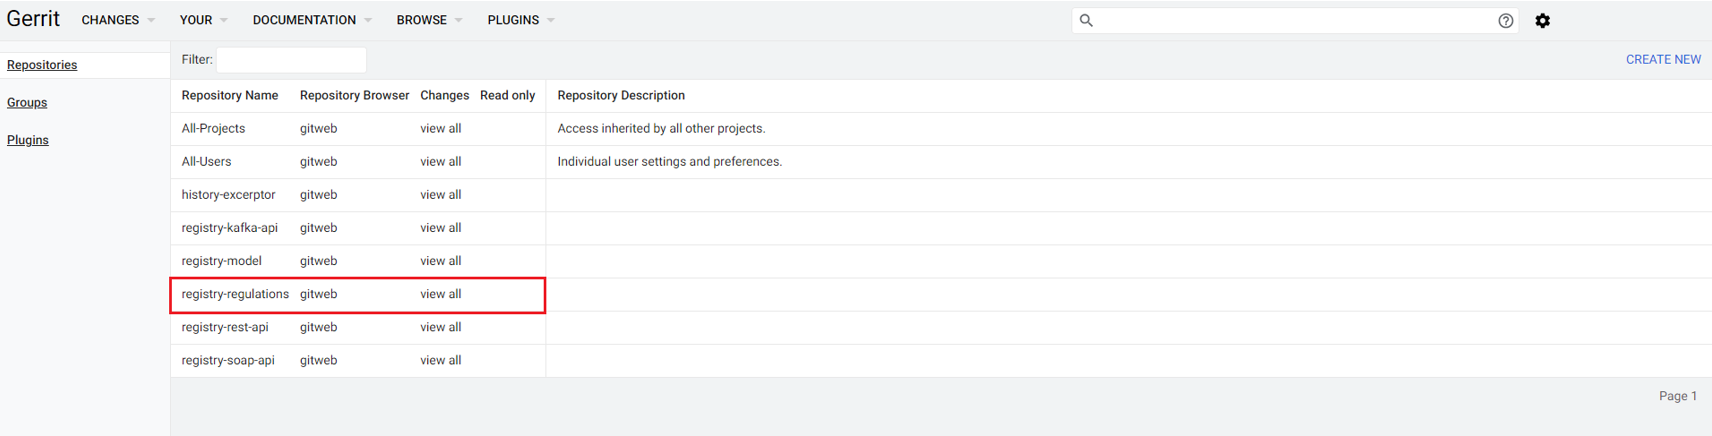 Gerrit CHANGES YOUR DOCUMENTATION BROWSE PLUGINS
Repositories
Groups
Plugins
Filter: CREATE NEW
Repository Name Repository Browser Changes Read only Repository Description
All-Projects gitweb view all Access inherited by all other projects.
All-Users gitweb view all Individual user settings and preferences.
history-excerptor gitweb view all
registry-kafka-api gitweb view all
registry-model gitweb view all
registry-regulations gitweb view all
registry-rest-api gitweb view all
registry-soap-api gitweb view all
Page 1